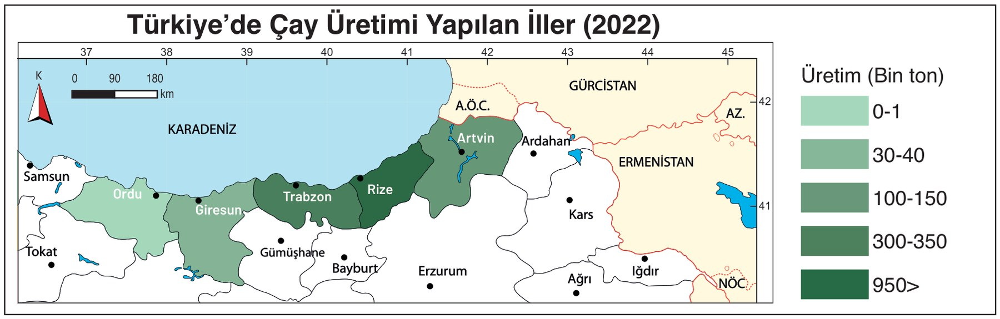 Türkiye'de Çay Üretimi Yapılan İller (2022)
37 38 39 40 41 42 43 44 45
K
0 90 180
km
GÜRCİSTAN
42
A.Ö.C.
AZ.
KARADENİZ
Artvin
Ardahan
ERMENİSTAN
Samsun
Ordu
Trabzon
Rize
Giresun
41
Kars
Tokat
Gümüşhane
Bayburt
Erzurum
Iğdır
Ağrı
NÖC
Üretim (Bin ton)
0-1
30-40
100-150
300-350
950>